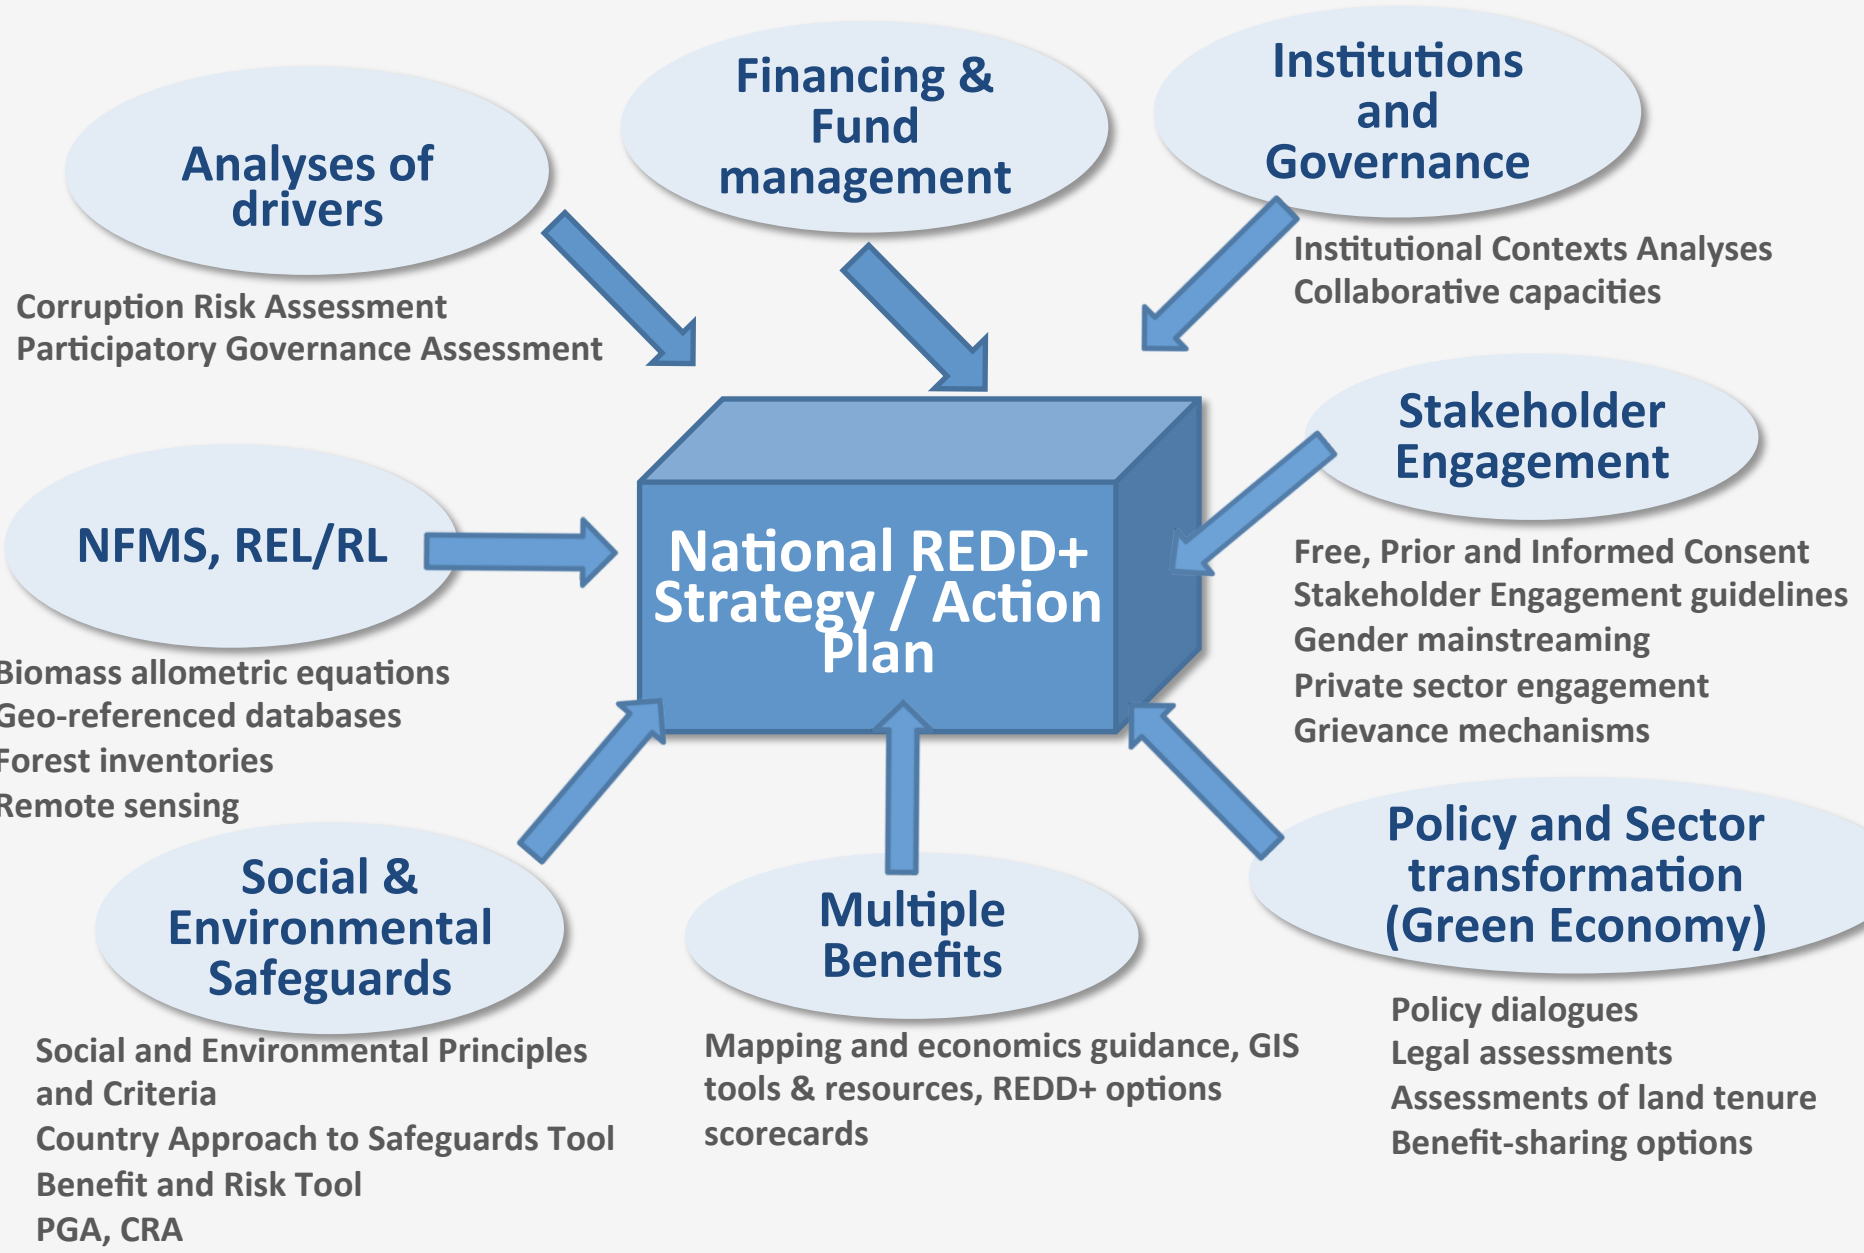 Analyses of
drivers
Corruption Risk Assessment
Participatory Governance Assessment
Financing &
Fund
management
Institutions
and
Governance
Institutional Contexts Analyses
Collaborative capacities
NFMS, REL/RL
Biomass allometric equations
Geo-referenced databases
Forest inventories
Remote sensing
National REDD+
Strategy / Action
Plan
Stakeholder
Engagement
Free, Prior and Informed Consent
Stakeholder Engagement guidelines
Gender mainstreaming
Private sector engagement
Grievance mechanisms
Social &
Environmental
Safeguards
Social and Environmental Principles
and Criteria
Country Approach to Safeguards Tool
Benefit and Risk Tool
PGA, CRA
Multiple
Benefits
Mapping and economics guidance, GIS
tools & resources, REDD+ options
scorecards
Policy and Sector
transformation
(Green Economy)
Policy dialogues
Legal assessments
Assessments of land tenure
Benefit-sharing options